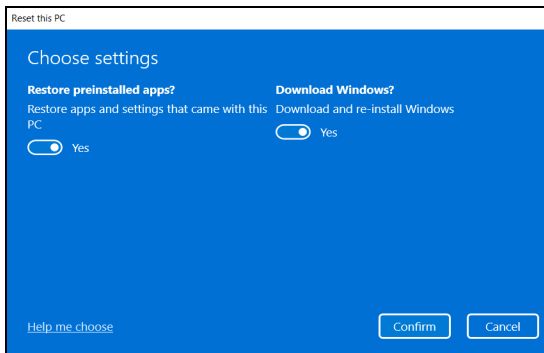 Reset this PC
Choose settings
Restore preinstalled apps?
Restore apps and settings that came with this
PC
Yes
Download Windows?
Download and re-install Windows
Yes
Help me choose
Confirm
Cancel